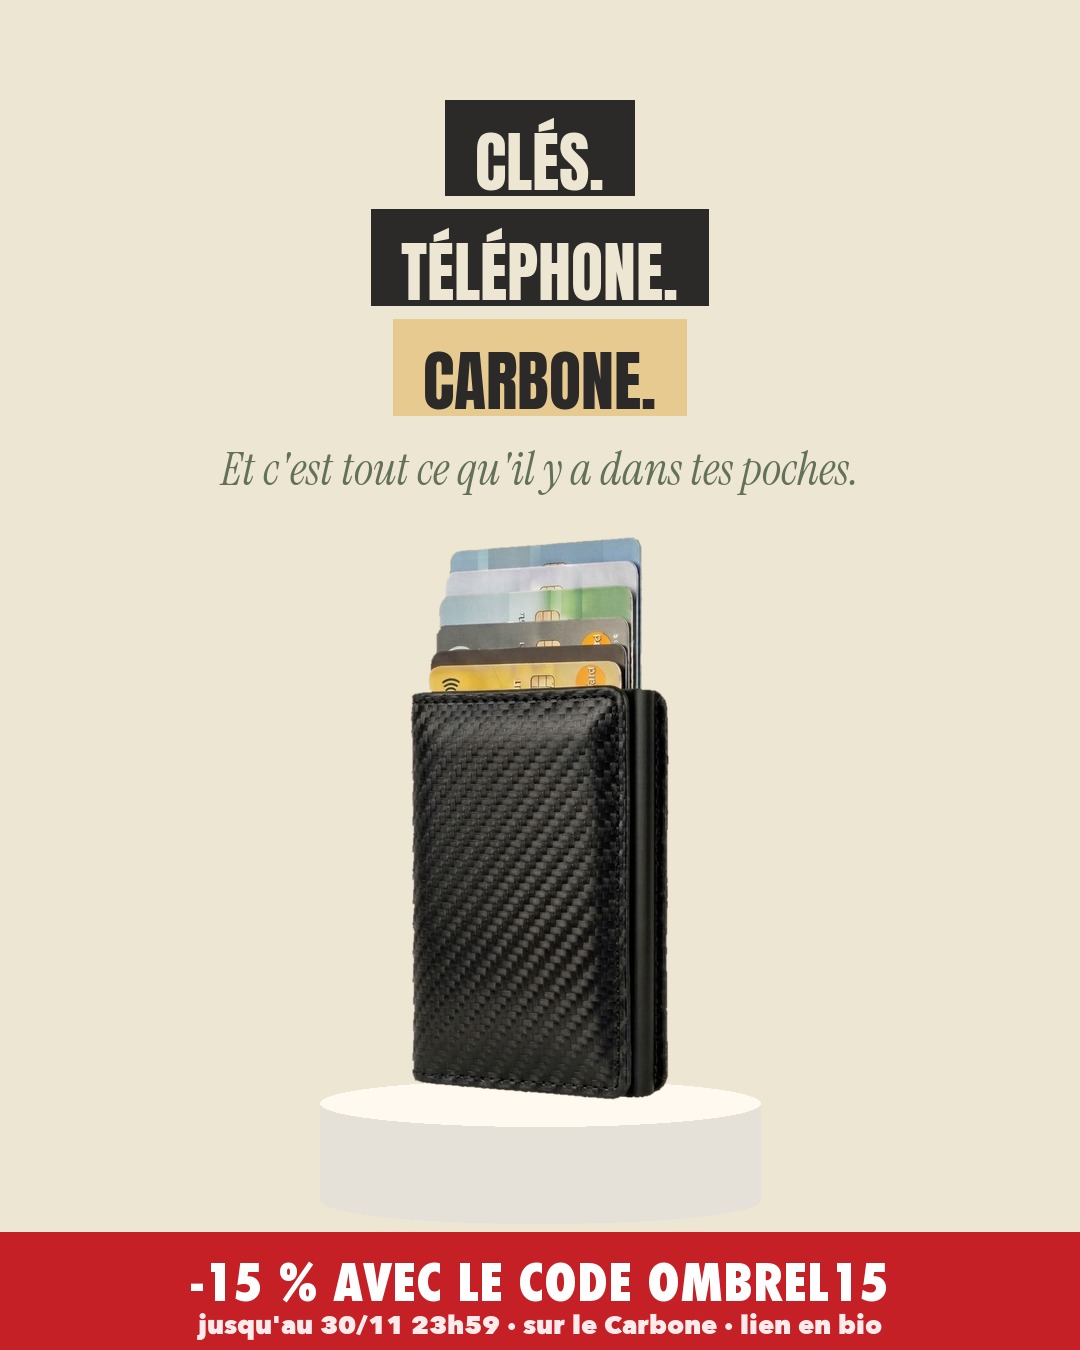 CLÉS.
TÉLÉPHONE.
CARBONE.
Et c'est tout ce qu'il y a dans tes poches.
-15 % AVEC LE CODE OMBREL15
jusqu'au 30/11 23h59 • sur le Carbone • lien en bio